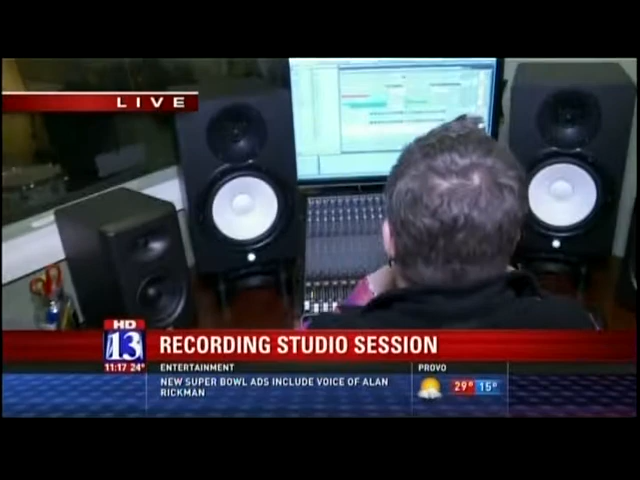 LIVE
HD
13
RECORDING STUDIO SESSION
11:17 24°
ENTERTAINMENT
NEW SUPER BOWL ADS INCLUDE VOICE OF ALAN
RICKMAN
PROVO
29° 15°